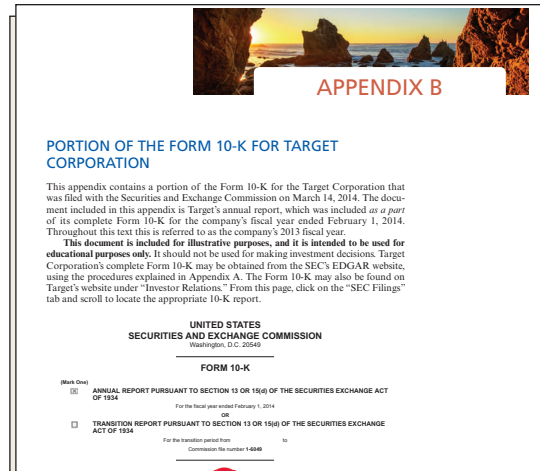 APPENDIX B
PORTION OF THE FORM 10-K FOR TARGET
CORPORATION
This appendix contains a portion of the Form 10-K for the Target Corporation that
was filed with the Securities and Exchange Commission on March 14, 2014. The docu-
ment included in this appendix is Target's annual report, which was included as a part
of its complete Form 10-K for the company's fiscal year ended February 1, 2014.
Throughout this text this is referred to as the company's 2013 fiscal year.
This document is included for illustrative purposes, and it is intended to be used for
educational purposes only. It should not be used for making investment decisions. Target
Corporation's complete Form 10-K may be obtained from the SEC's EDGAR website,
using the procedures explained in Appendix A. The Form 10-K may also be found on
Target's website under "Investor Relations." From this page, click on the "SEC Filings"
tab and scroll to locate the appropriate 10-K report.
UNITED STATES
SECURITIES AND EXCHANGE COMMISSION
Washington, D.C. 20549
FORM 10-K
(Mark One)
☒ ANNUAL REPORT PURSUANT TO SECTION 13 OR 15(d) OF THE SECURITIES EXCHANGE ACT
OF 1934
For the fiscal year ended February 1, 2014
OR
☐ TRANSITION REPORT PURSUANT TO SECTION 13 OR 15(d) OF THE SECURITIES EXCHANGE
ACT OF 1934
For the transition period from to
Commission file number 1-6049